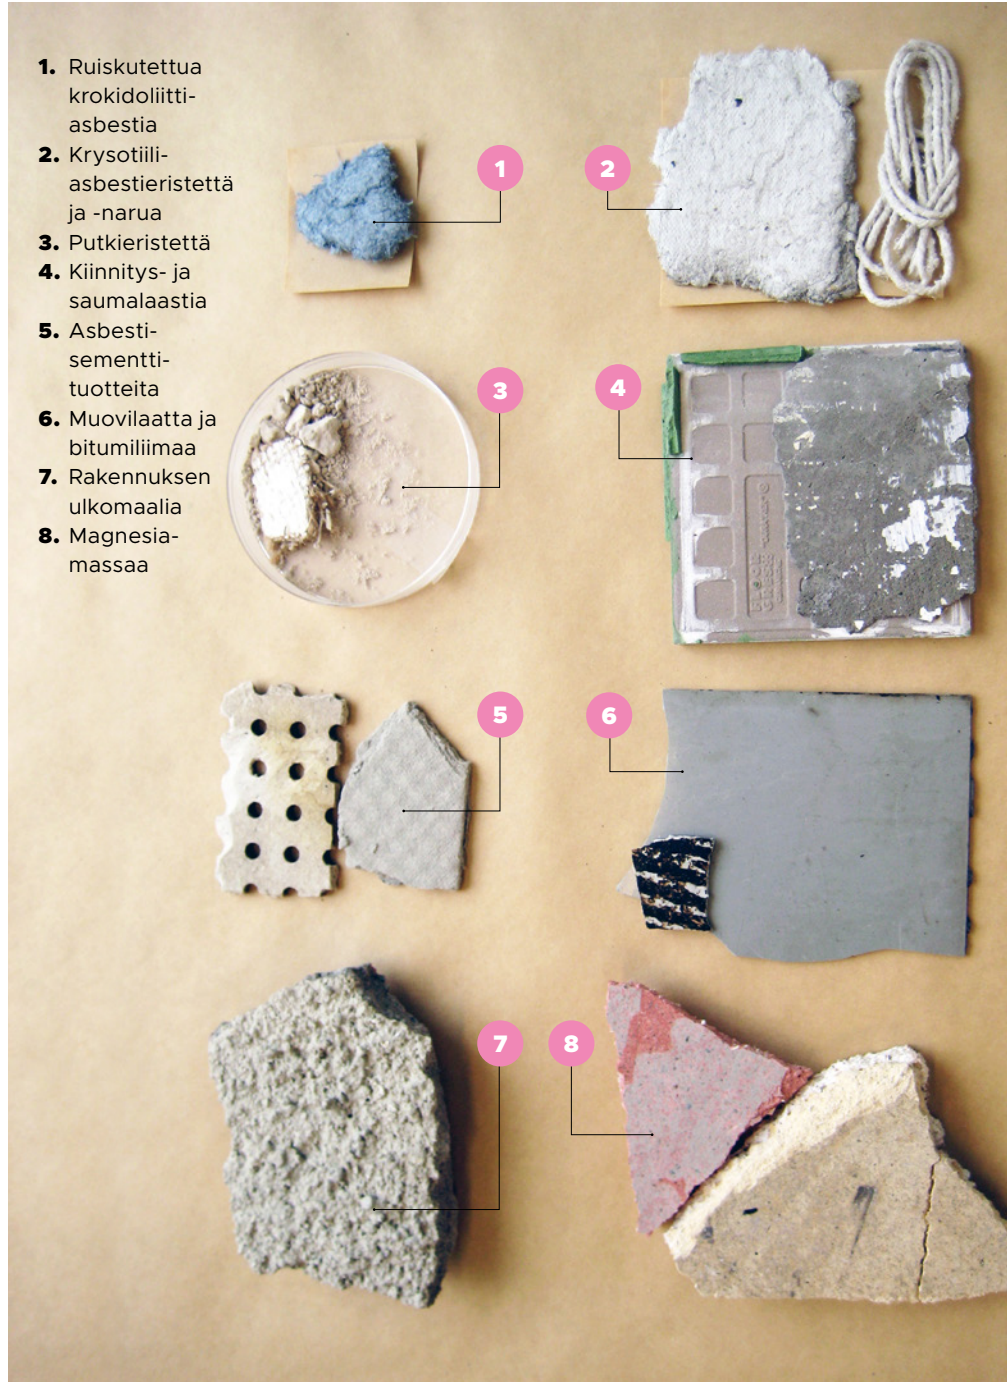 1. Ruiskutettua
krokidoliitti-
asbestia
2. Krysotiili-
asbestieristettä
ja -narua
3. Putkieristettä
4. Kiinnitys- ja
saumalaastia
5. Asbesti-
sementti-
tuotteita
6. Muovilaatta ja
bitumiliimaa
7. Rakennuksen
ulkomaalia
8. Magnesia-
massaa
1
2
3
4
5
6
7
8